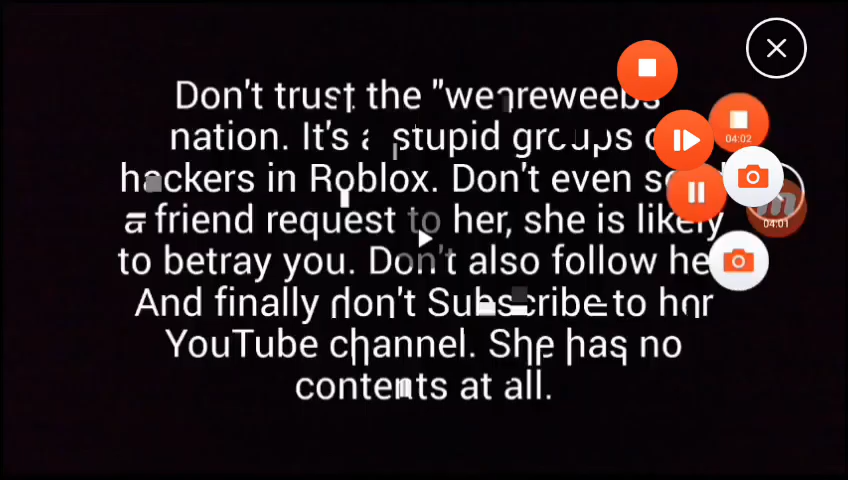 Don't trust the "weareweebs"
nation. It's a stupid groups of
hackers in Roblox. Don't even send
a friend request to her, she is likely
to betray you. Don't also follow her.
And finally don't Subscribe to her
YouTube channel. She has no
contents at all.
04:02
04:01